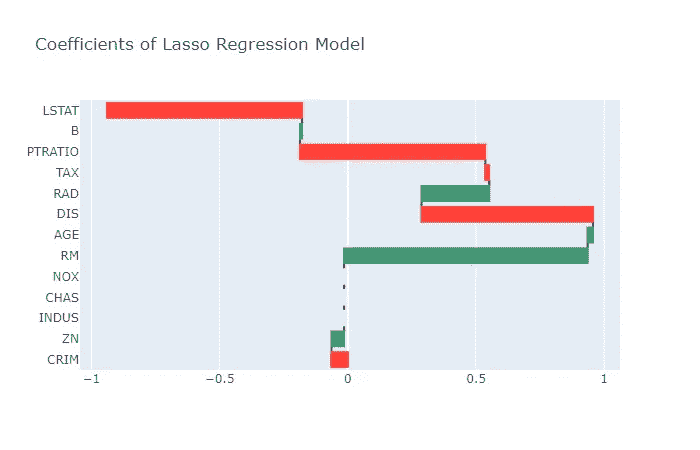 Coefficients of Lasso Regression Model
LSTAT
B
PTRATIO
TAX
RAD
DIS
AGE
RM
NOX
CHAS
INDUS
ZN
CRIM
−1 −0.5 0 0.5 1